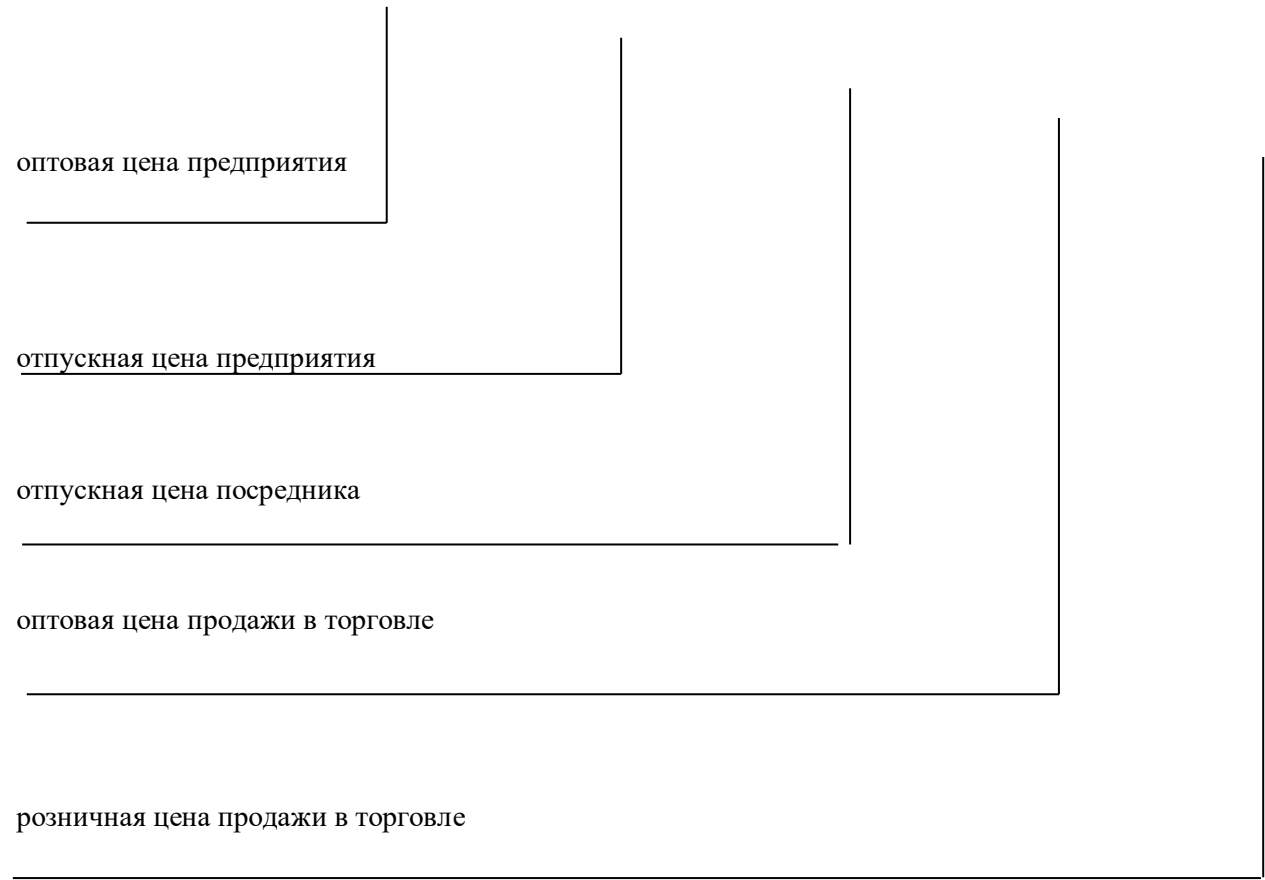 оптовая цена предприятия
отпускная цена предприятия
отпускная цена посредника
оптовая цена продажи в торговле
розничная цена продажи в торговле